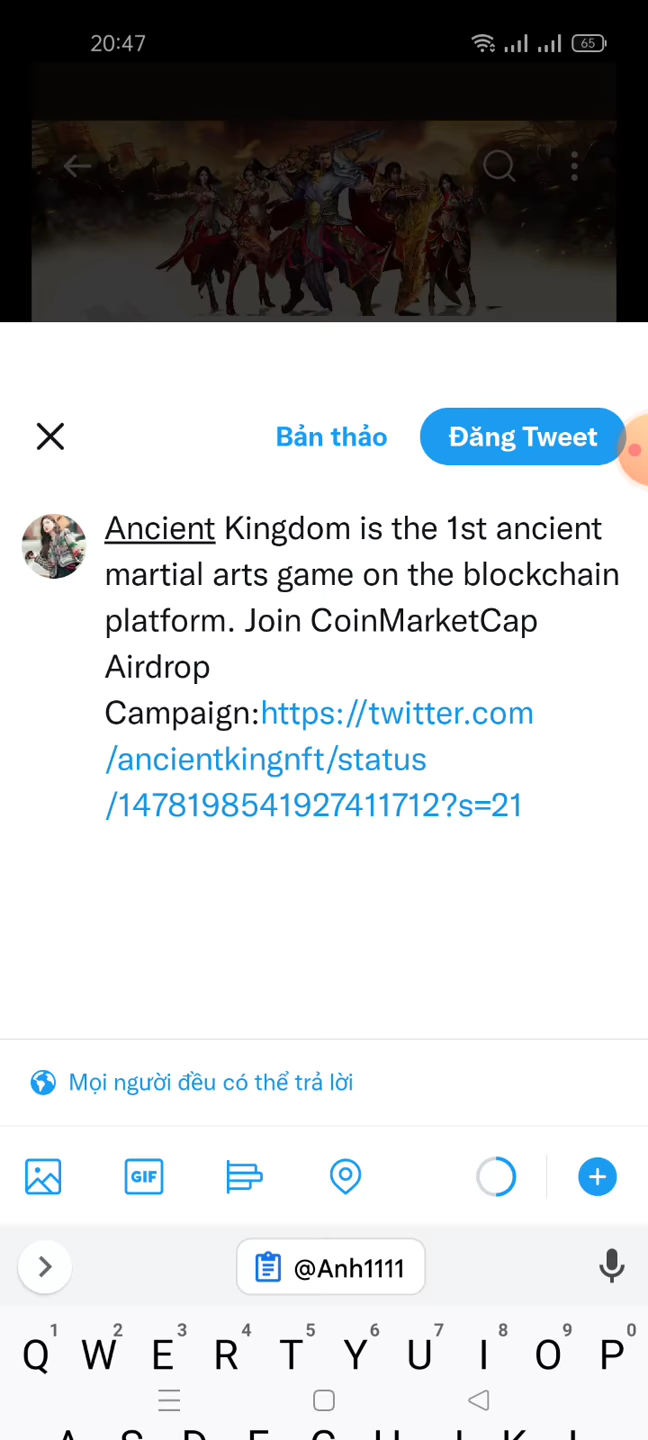 20:47
65
Bản thảo
Đăng Tweet
Ancient Kingdom is the 1st ancient
martial arts game on the blockchain
platform. Join CoinMarketCap
Airdrop
Campaign:https://twitter.com
/ancientkingnft/status
/1478198541927411712?s=21
Mọi người đều có thể trả lời
GIF
@Anh1111
1 2 3 4 5 6 7 8 9 0
Q W E R T Y U I O P
A S D F G H J K L